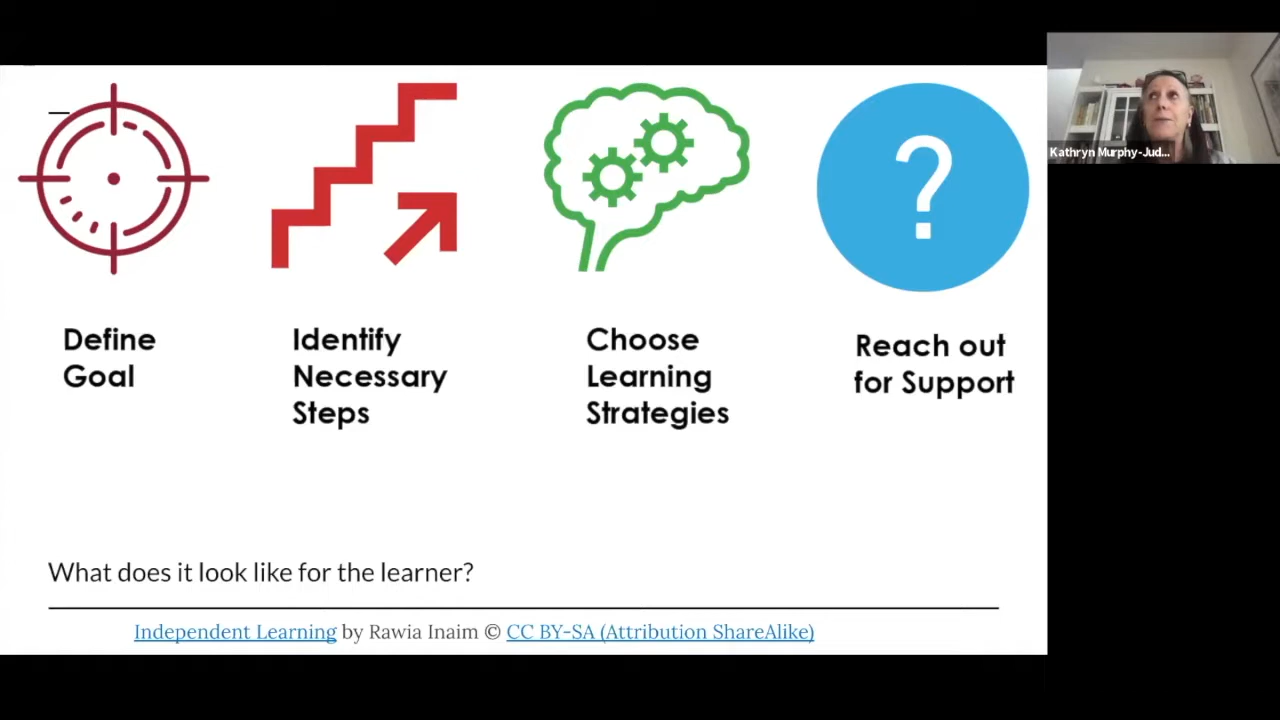 Kathryn Murphy-Jud...
Define
Goal
Identify
Necessary
Steps
Choose
Learning
Strategies
Reach out
for Support
?
What does it look like for the learner?
Independent Learning by Rawia Inaim © CC BY-SA (Attribution ShareAlike)